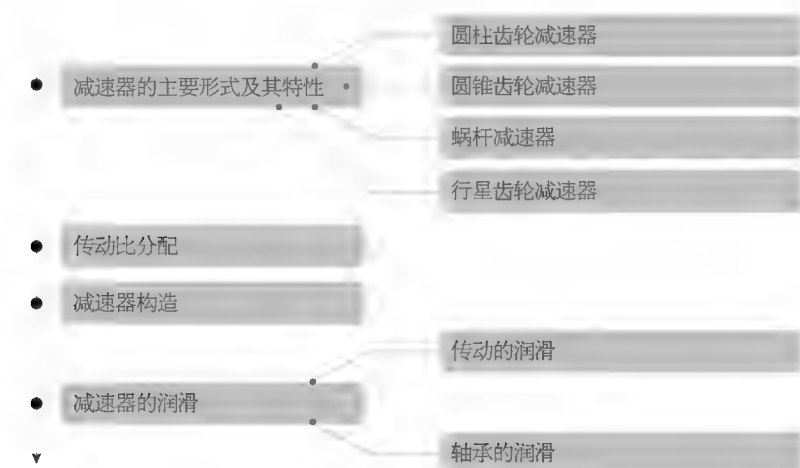 圆柱齿轮减速器
减速器的主要形式及其特性
圆锥齿轮减速器
蜗杆减速器
行星齿轮减速器
传动比分配
减速器构造
传动的润滑
减速器的润滑
轴承的润滑